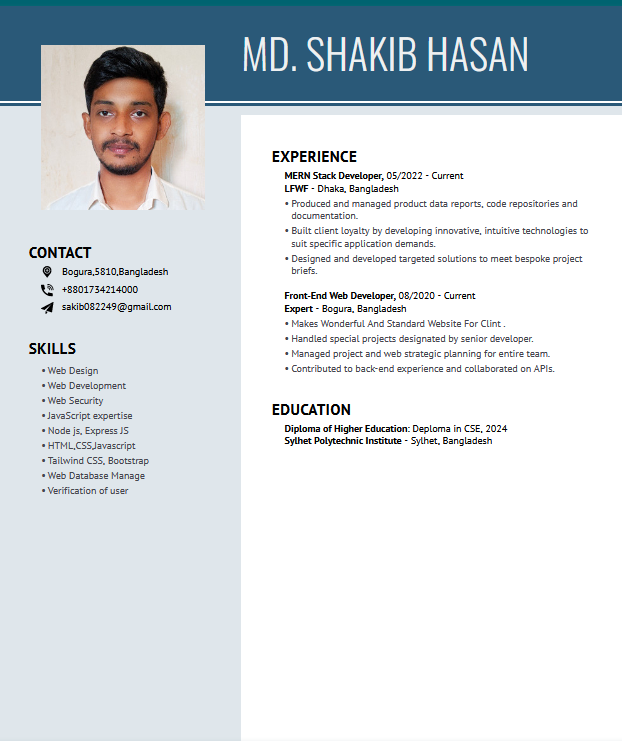 MD. SHAKIB HASAN
CONTACT
Bogura,5810,Bangladesh
+8801734214000
sakib082249@gmail.com
SKILLS
• Web Design
• Web Development
• Web Security
• JavaScript expertise
• Node js, Express JS
• HTML,CSS,Javascript
• Tailwind CSS, Bootstrap
• Web Database Manage
• Verification of user
EXPERIENCE
MERN Stack Developer, 05/2022 - Current
LFWF - Dhaka, Bangladesh
• Produced and managed product data reports, code repositories and
documentation.
• Built client loyalty by developing innovative, intuitive technologies to
suit specific application demands.
• Designed and developed targeted solutions to meet bespoke project
briefs.
Front-End Web Developer, 08/2020 - Current
Expert - Bogura, Bangladesh
• Makes Wonderful And Standard Website For Clint .
• Handled special projects designated by senior developer.
• Managed project and web strategic planning for entire team.
• Contributed to back-end experience and collaborated on APIs.
EDUCATION
Diploma of Higher Education: Deploma in CSE, 2024
Sylhet Polytechnic Institute - Sylhet, Bangladesh